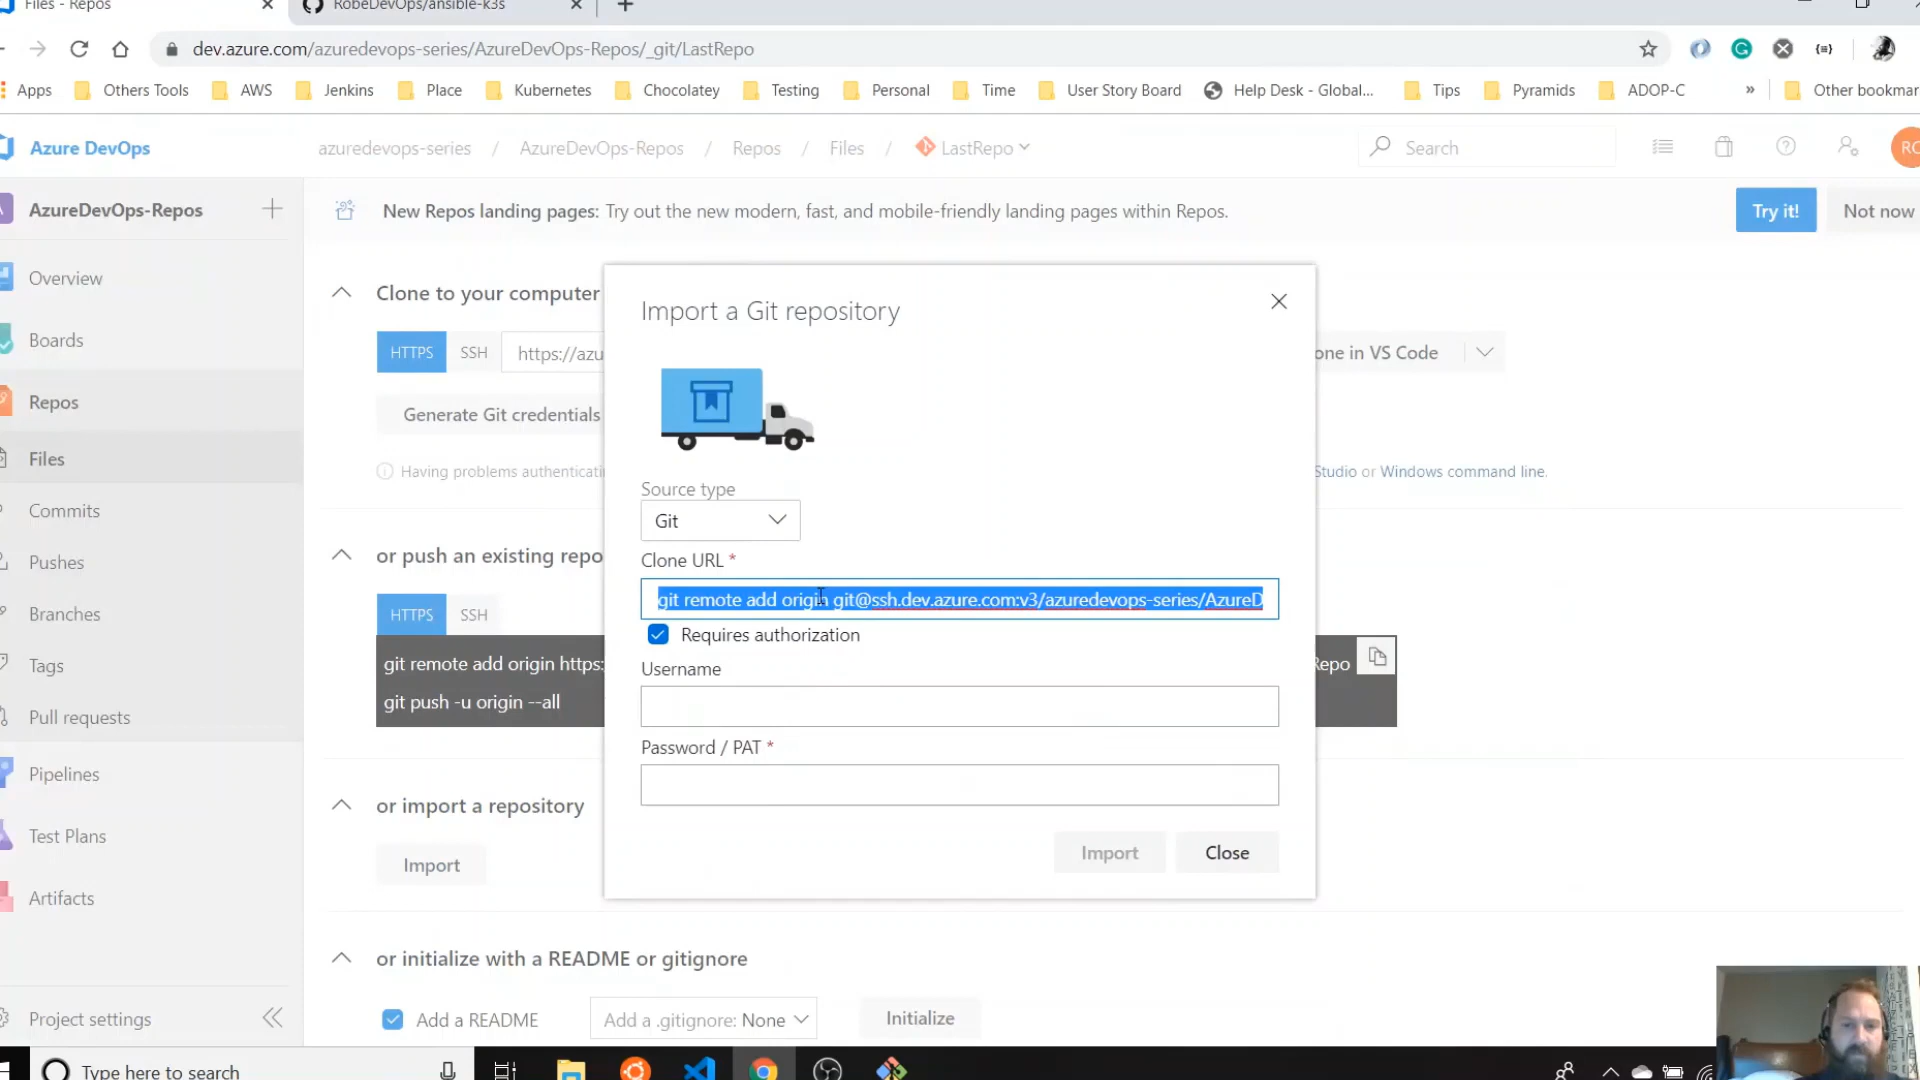 Files - Repos
RobeDevOps/ansible-k3s
dev.azure.com/azuredevops-series/AzureDevOps-Repos/_git/LastRepo
Apps Others Tools AWS Jenkins Place Kubernetes Chocolatey Testing Personal Time User Story Board Help Desk - Global... Tips Pyramids ADOP-C » Other bookmar
Azure DevOps
azuredevops-series / AzureDevOps-Repos / Repos / Files / LastRepo
Search
RC
AzureDevOps-Repos
New Repos landing pages: Try out the new modern, fast, and mobile-friendly landing pages within Repos.
Try it!
Not now
Overview
Boards
Repos
Files
Commits
Pushes
Branches
Tags
Pull requests
Pipelines
Test Plans
Artifacts
Project settings
Clone to your computer
HTTPS SSH https://azu
one in VS Code
Generate Git credentials
Having problems authenticati
Studio or Windows command line.
or push an existing repo
HTTPS SSH
git remote add origin https:
Repo
git push -u origin --all
or import a repository
Import
or initialize with a README or gitignore
Add a README
Add a .gitignore: None
Initialize
Import a Git repository
Source type
Git
Clone URL *
git remote add origin git@ssh.dev.azure.com:v3/azuredevops-series/AzureD
Requires authorization
Username
Password / PAT *
Import
Close
Type here to search